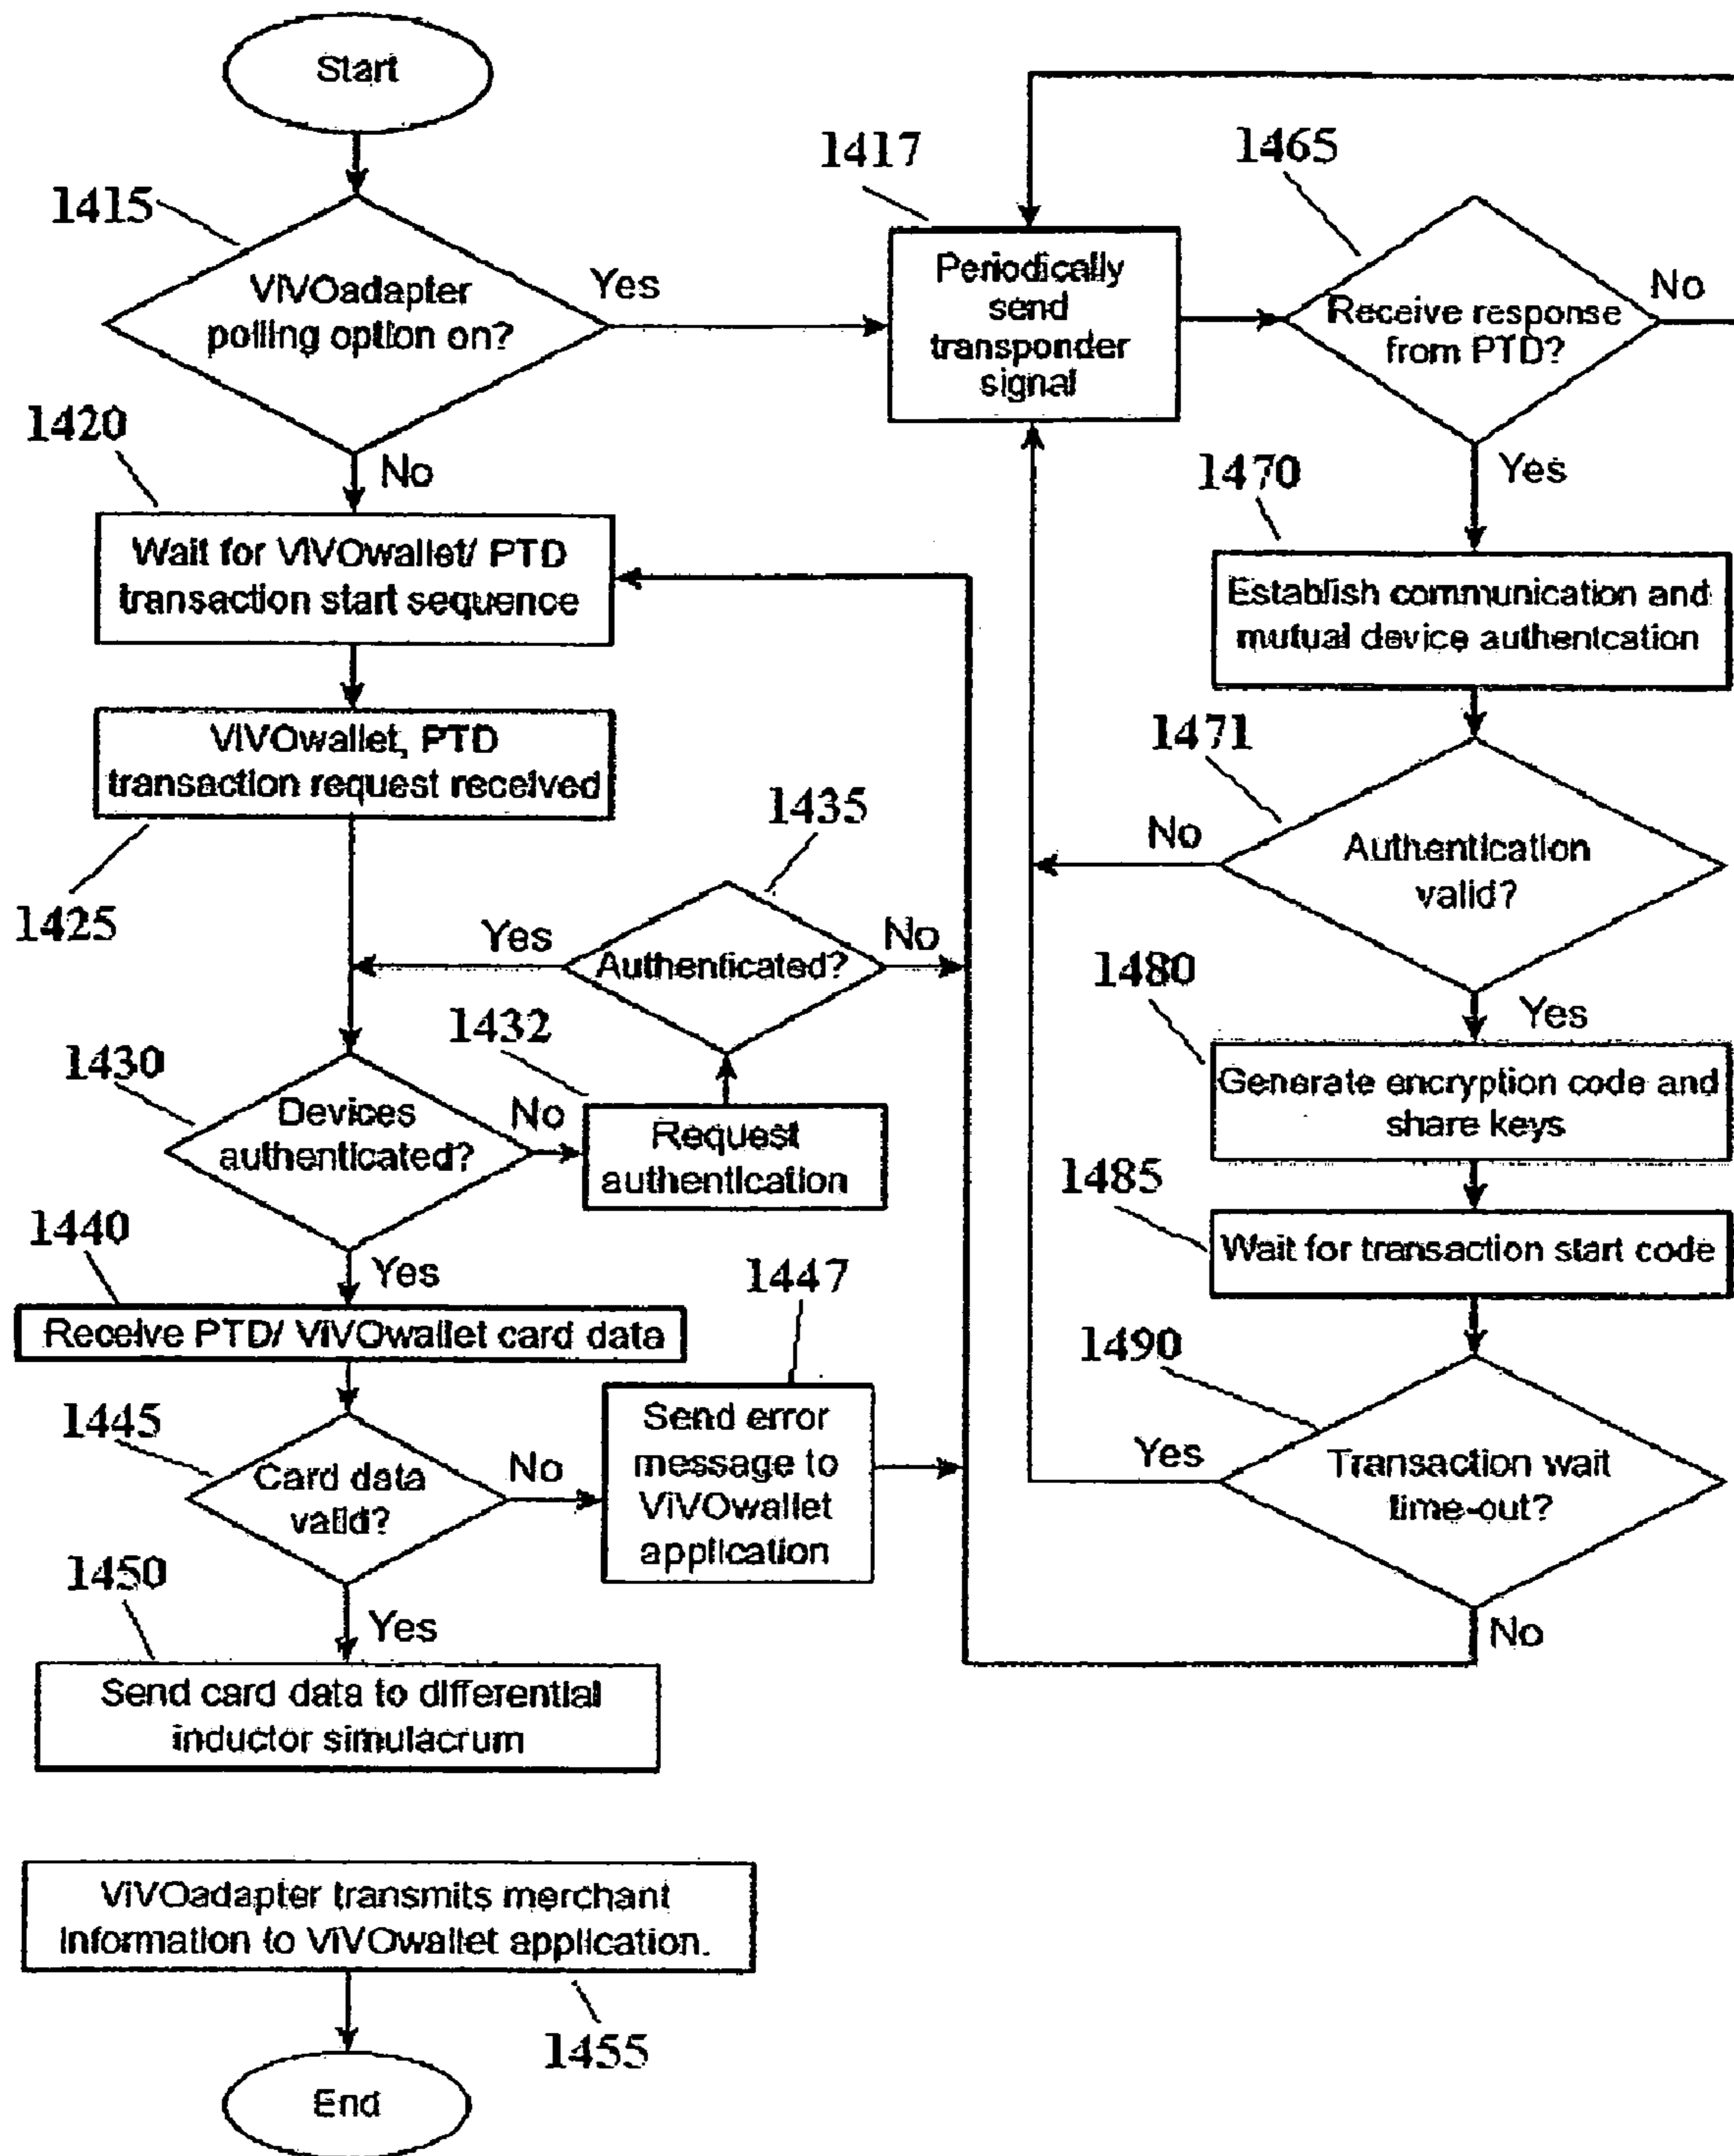 Start
1415
ViVOadapter
polling option on?
Yes
No
1417
Periodically
send
transponder
signal
1465
Receive response
from PTD?
No
Yes
1420
Wait for ViVOwallet/ PTD
transaction start sequence
1425
ViVOwallet, PTD
transaction request received
1470
Establish communication and
mutual device authentcation
1471
Authentication
valid?
No
Yes
1435
Authenticated?
Yes
No
1430
Devices
authenticated?
No
Yes
1432
Request
authentication
1480
Generate encryption code and
share keys
1485
Wait for transaction start code
1440
Receive PTD/ ViVOwallet card data
1445
Card data
valid?
No
Yes
1447
Send error
message to
ViVOwallet
application
1490
Transaction wait
time-out?
Yes
No
1450
Send card data to differential
inductor simulacrum
ViVOadapter transmits merchant
information to ViVOwallet application.
1455
End